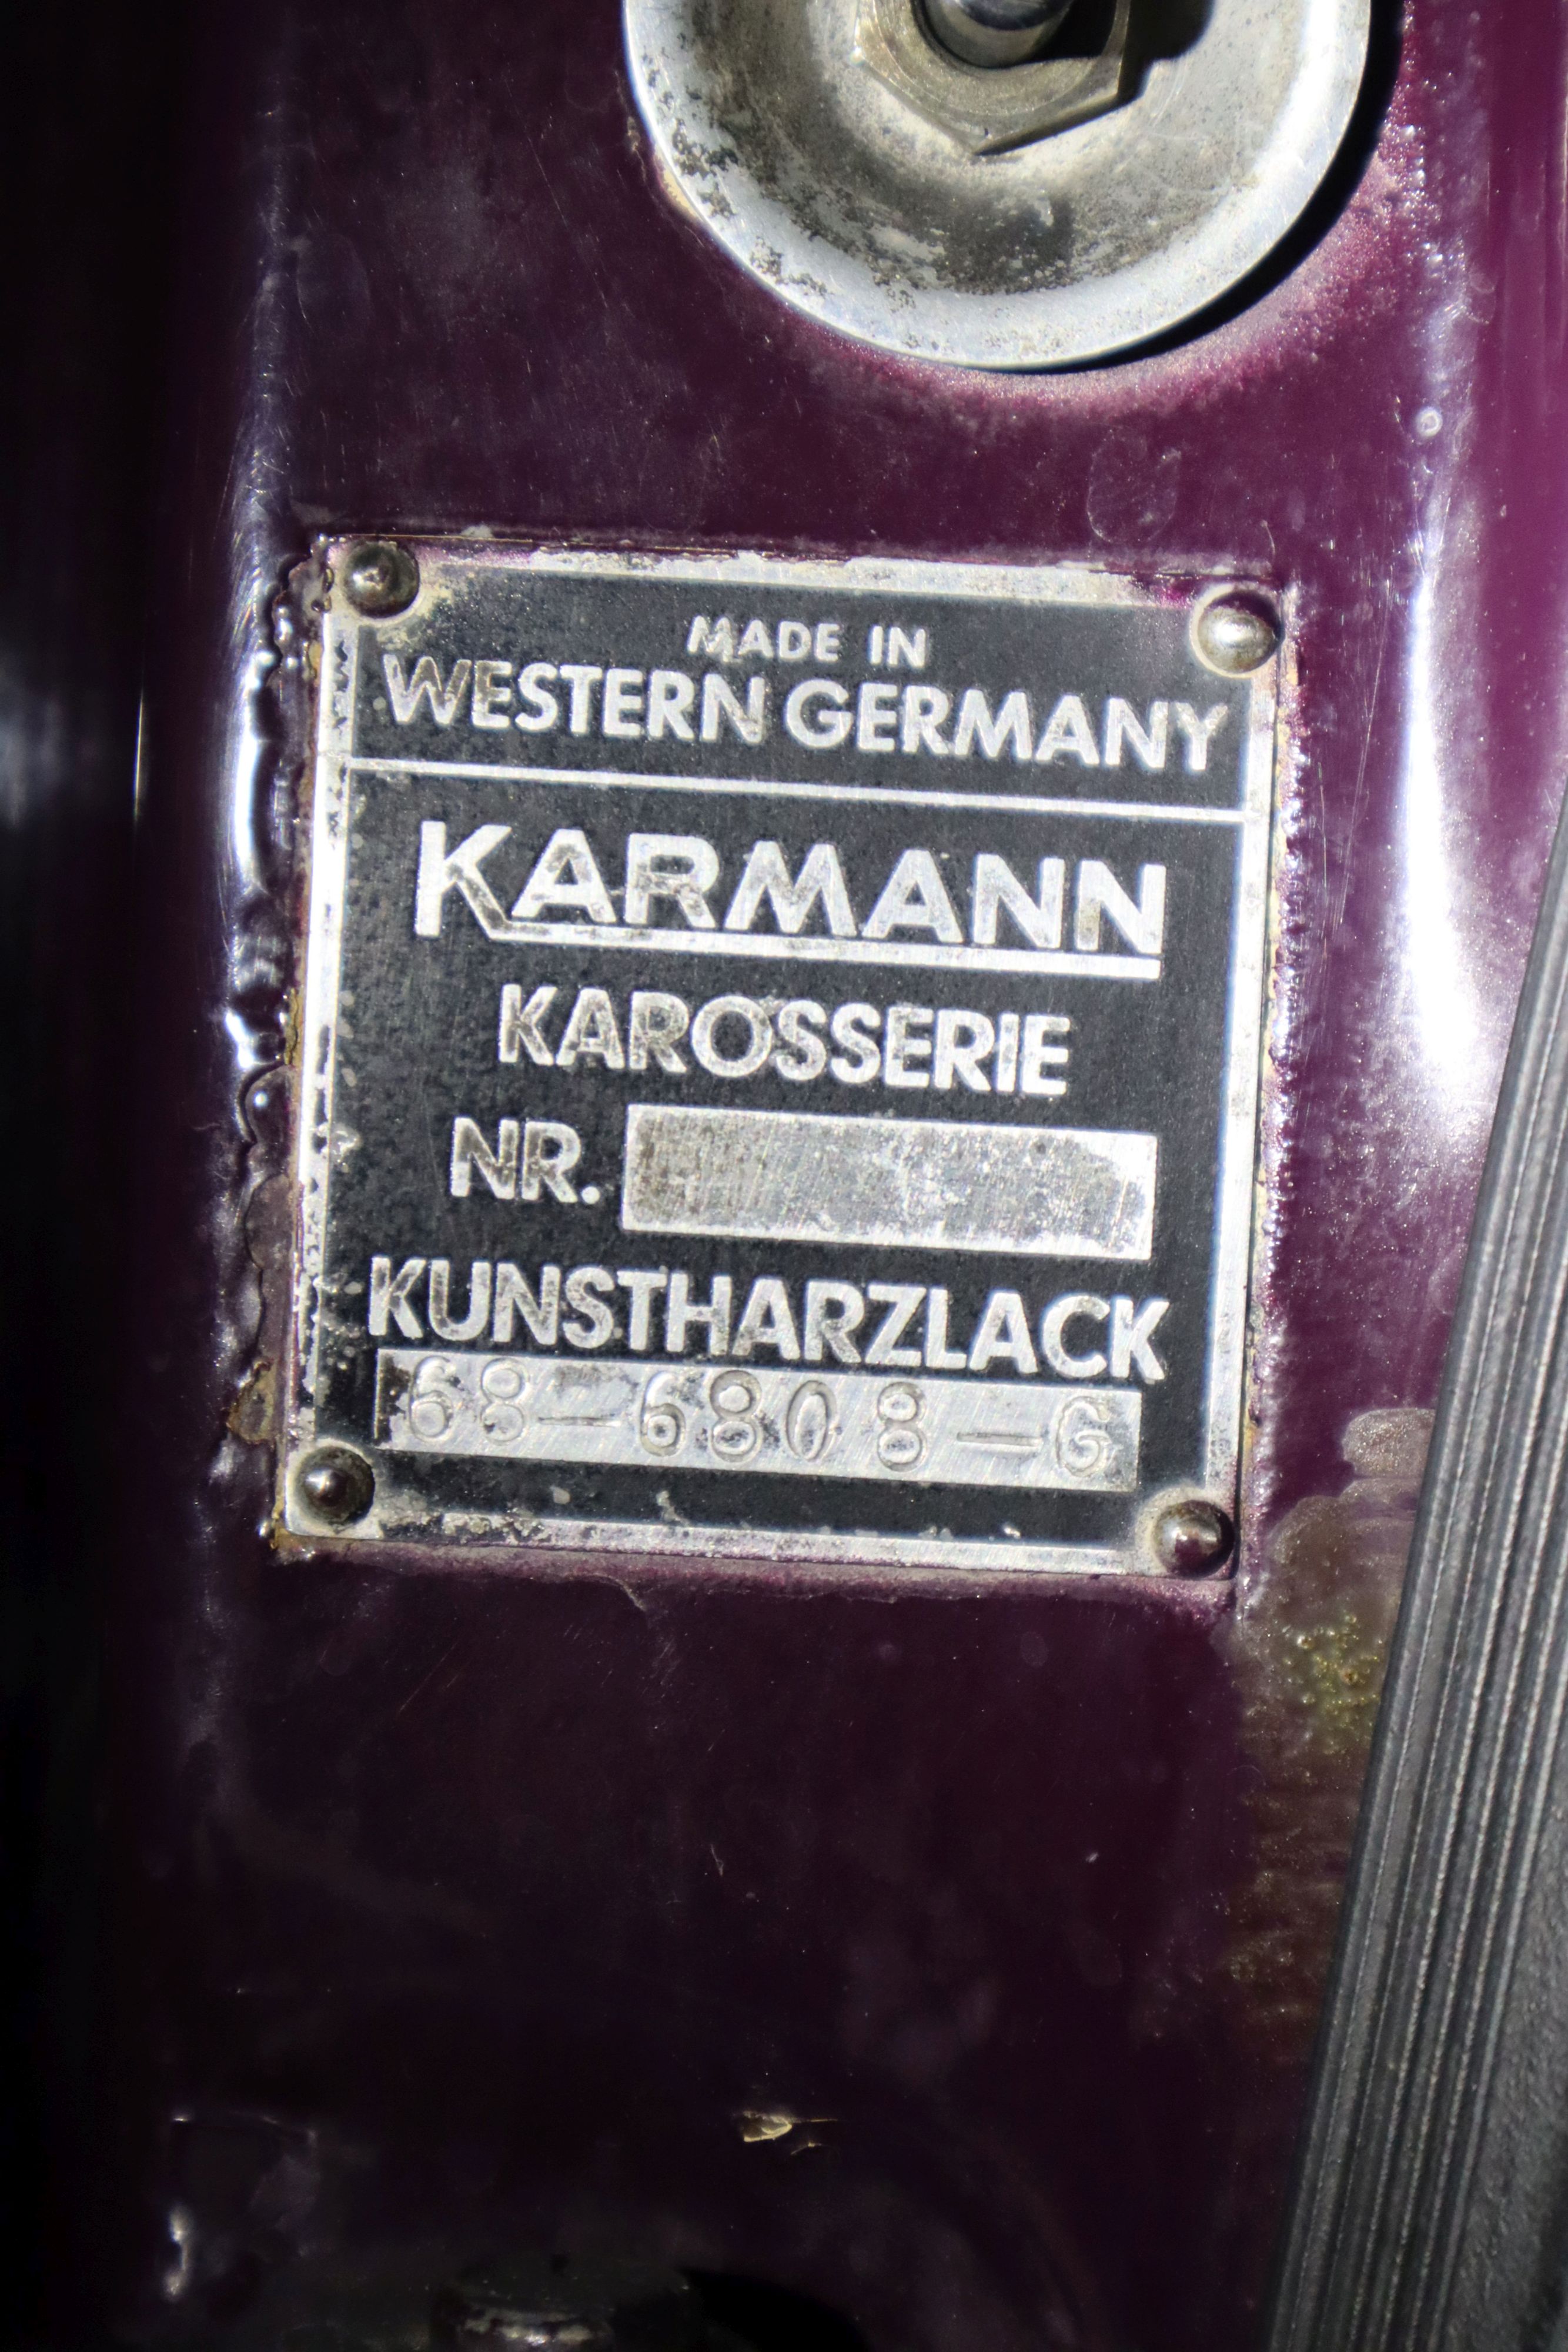 MADE IN
WESTERN GERMANY
KARMANN
KAROSSERIE
NR.
KUNSTHARZLACK
68-6808-G